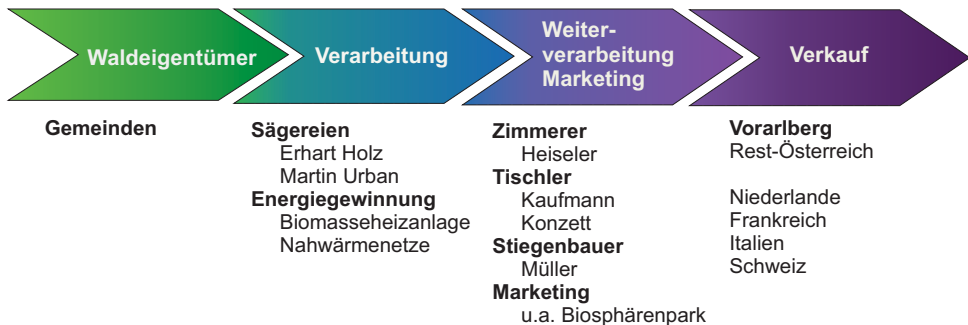 Waldeigentümer
Verarbeitung
Weiter-
verarbeitung
Marketing
Verkauf
Gemeinden
Sägereien
Erhart Holz
Martin Urban
Energiegewinnung
Biomasseheizanlage
Nahwärmenetze
Zimmerer
Heiseler
Tischler
Kaufmann
Konzett
Stiegenbauer
Müller
Marketing
u.a. Biosphärenpark
Vorarlberg
Rest-Österreich
Niederlande
Frankreich
Italien
Schweiz